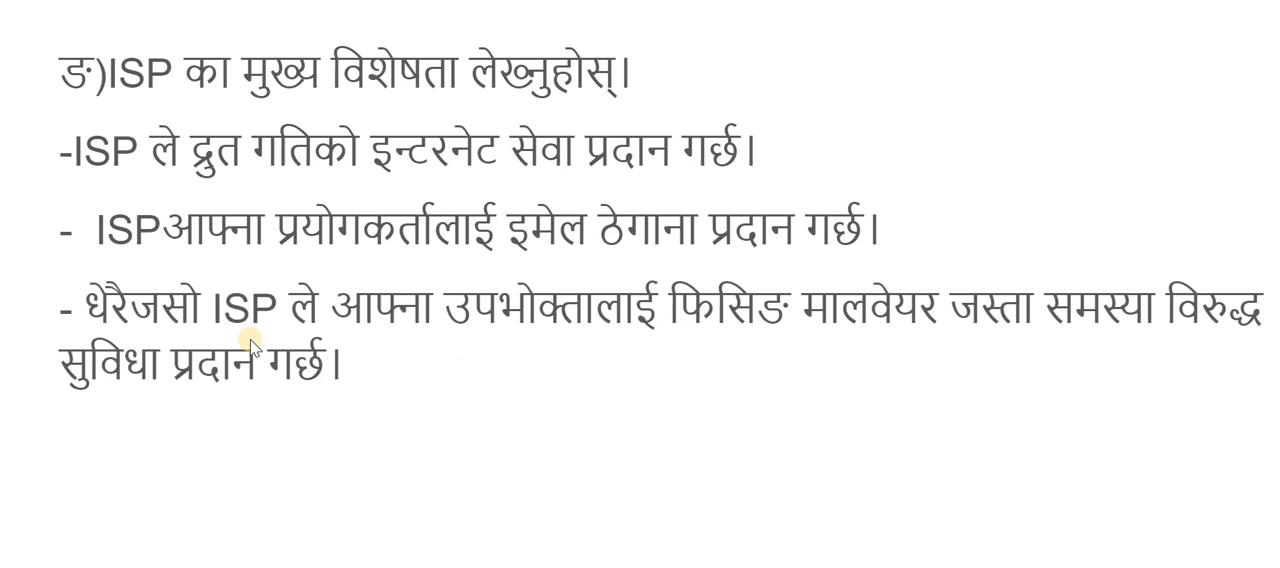 ङ)ISP का मुख्य विशेषता लेख्नुहोस्।
-ISP ले द्रुत गतिको इन्टरनेट सेवा प्रदान गर्छ।
- ISPआफ्ना प्रयोगकर्तालाई इमेल ठेगाना प्रदान गर्छ।
- धेरैजसो ISP ले आफ्ना उपभोक्तालाई फिसिङ मालवेयर जस्ता समस्या विरुद्ध
सुविधा प्रदान गर्छ।